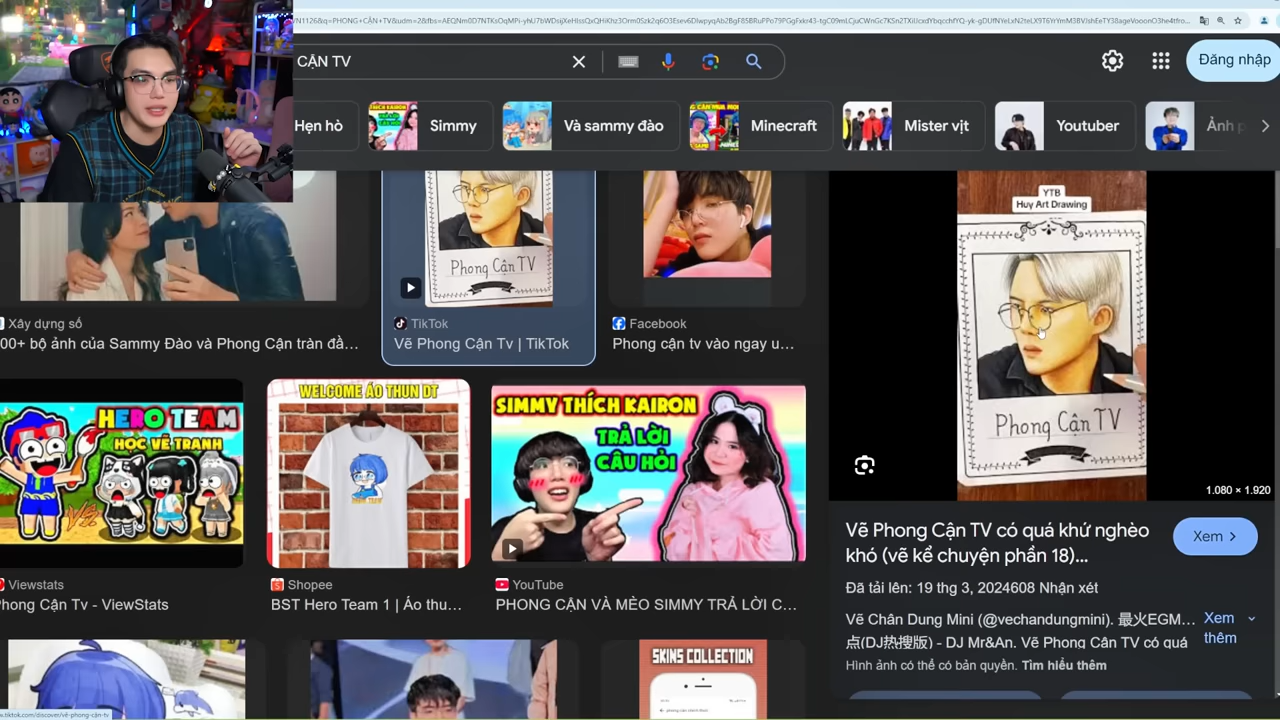 CẬN TV
Đăng nhập
Hẹn hò
Simmy
Và sammy đào
Minecraft
Mister vịt
Youtuber
Ảnh
YTB
Huy Art Drawing
Phong Cận TV
Phong Cận TV
Xây dựng số
00+ bộ ảnh của Sammy Đào và Phong Cận tràn đầ...
TikTok
Vẽ Phong Cận Tv | TikTok
Facebook
Phong cận tv vào ngay u...
1.080 × 1.920
HERO TEAM
HỌC VẼ TRANH
WELCOME ÁO THUN DT
SIMMY THÍCH KAIRON
TRẢ LỜI
CÂU HỎI
Vẽ Phong Cận TV có quá khứ nghèo
khó (vẽ kể chuyện phần 18)...
Xem
Đã tải lên: 19 thg 3, 2024608 Nhận xét
Viewstats
Phong Cận Tv - ViewStats
Shopee
BST Hero Team 1 | Áo thu...
YouTube
PHONG CẬN VÀ MÈO SIMMY TRẢ LỜI C...
Vẽ Chân Dung Mini (@vechandungmini). 最火EGM...
点(DJ热搜版) - DJ Mr&An. Vẽ Phong Cận TV có quá
Xem
thêm
Hình ảnh có thể có bản quyền. Tìm hiểu thêm
SKINS COLLECTION